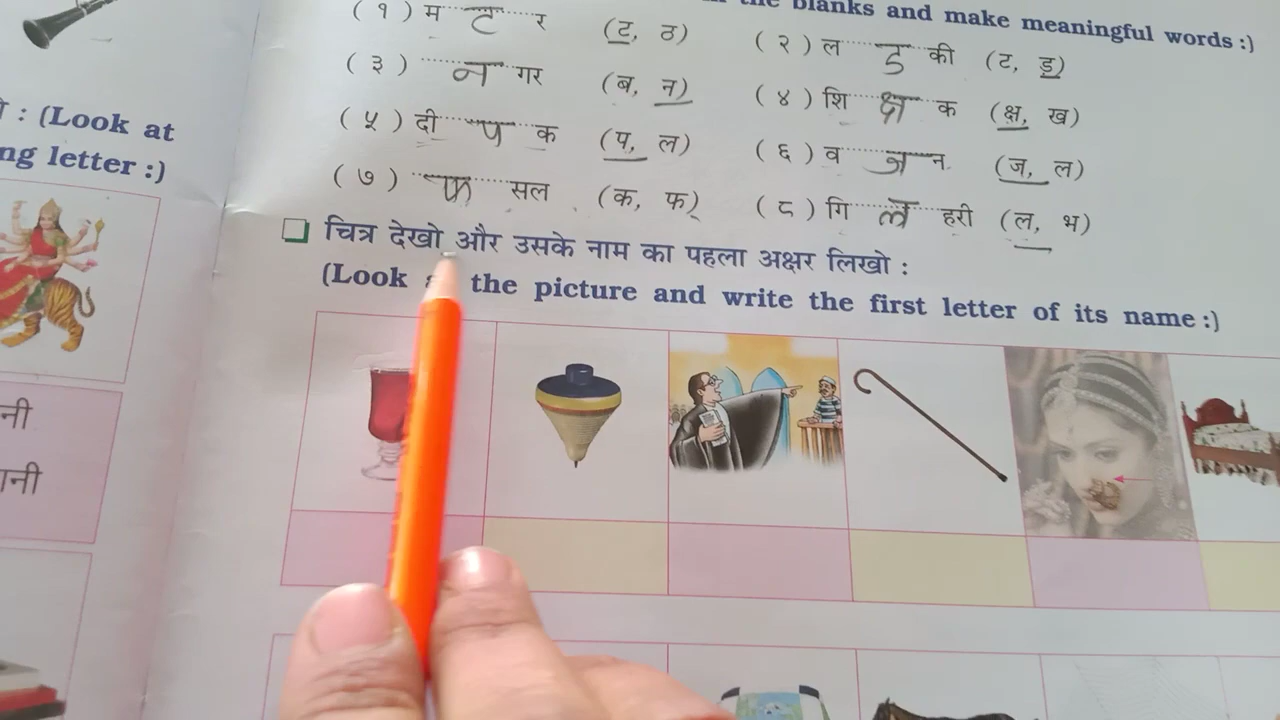 the blanks and make meaningful words :)
(१) म ट र (ट, ठ) (२) ल ड़ की (ट, ड़)
(३) न गर (ब, न) (४) शि क्ष क (क्ष, ख)
(५) दी प क (प, ल) (६) व ज न (ज, ल)
(७) फ सल (क, फ) (८) गि ल हरी (ल, भ)
चित्र देखो और उसके नाम का पहला अक्षर लिखो :
(Look the picture and write the first letter of its name :)
: (Look at
letter :)
नी